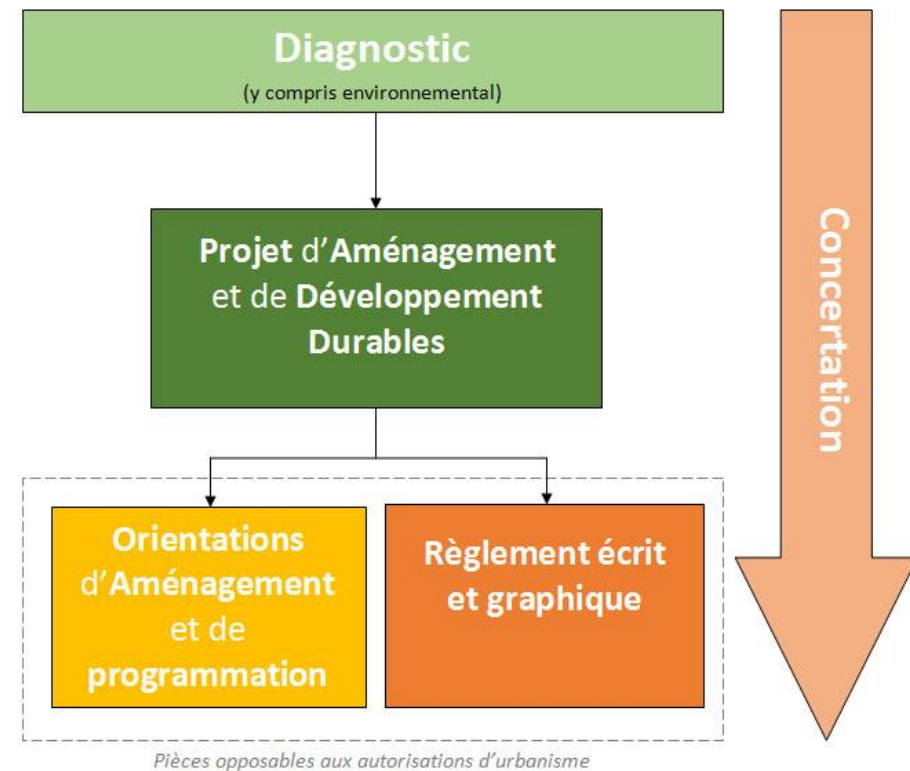 Diagnostic
(y compris environnemental)
Projet d'Aménagement
et de Développement
Durables
Concertation
Orientations
d'Aménagement
et de
programmation
Règlement écrit
et graphique
Pièces opposables aux autorisations d'urbanisme